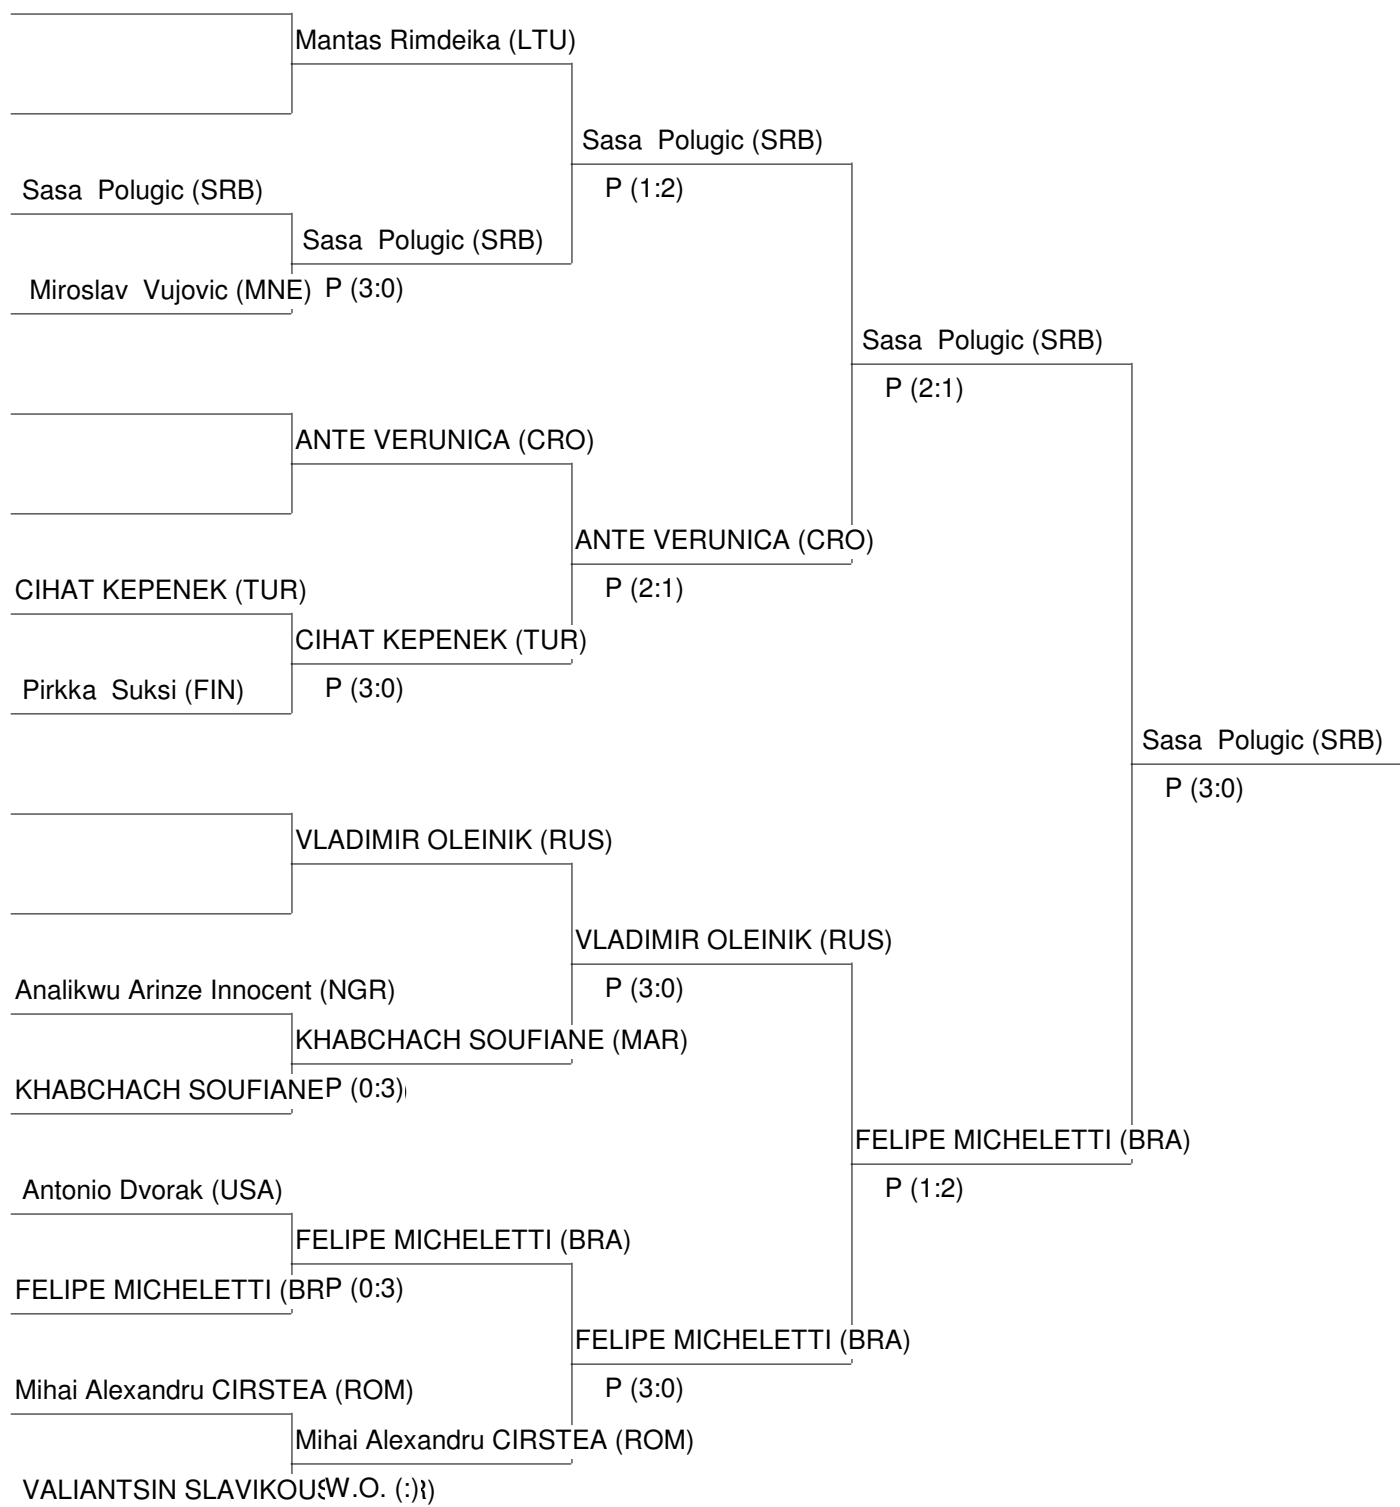 Mantas Rimdeika (LTU)
Sasa Polugic (SRB)
P (1:2)
Sasa Polugic (SRB)
Sasa Polugic (SRB)
Miroslav Vujovic (MNE) P (3:0)
Sasa Polugic (SRB)
P (2:1)
ANTE VERUNICA (CRO)
ANTE VERUNICA (CRO)
P (2:1)
CIHAT KEPENEK (TUR)
CIHAT KEPENEK (TUR)
Pirkka Suksi (FIN) P (3:0)
Sasa Polugic (SRB)
P (3:0)
VLADIMIR OLEINIK (RUS)
VLADIMIR OLEINIK (RUS)
P (3:0)
Analikwu Arinze Innocent (NGR)
KHABCHACH SOUFIANE (MAR)
KHABCHACH SOUFIANE P (0:3)
FELIPE MICHELETTI (BRA)
P (1:2)
Antonio Dvorak (USA)
FELIPE MICHELETTI (BRA)
FELIPE MICHELETTI (BR P (0:3)
FELIPE MICHELETTI (BRA)
P (3:0)
Mihai Alexandru CIRSTEA (ROM)
Mihai Alexandru CIRSTEA (ROM)
VALIANTSIN SLAVIKOUS W.O. (:)